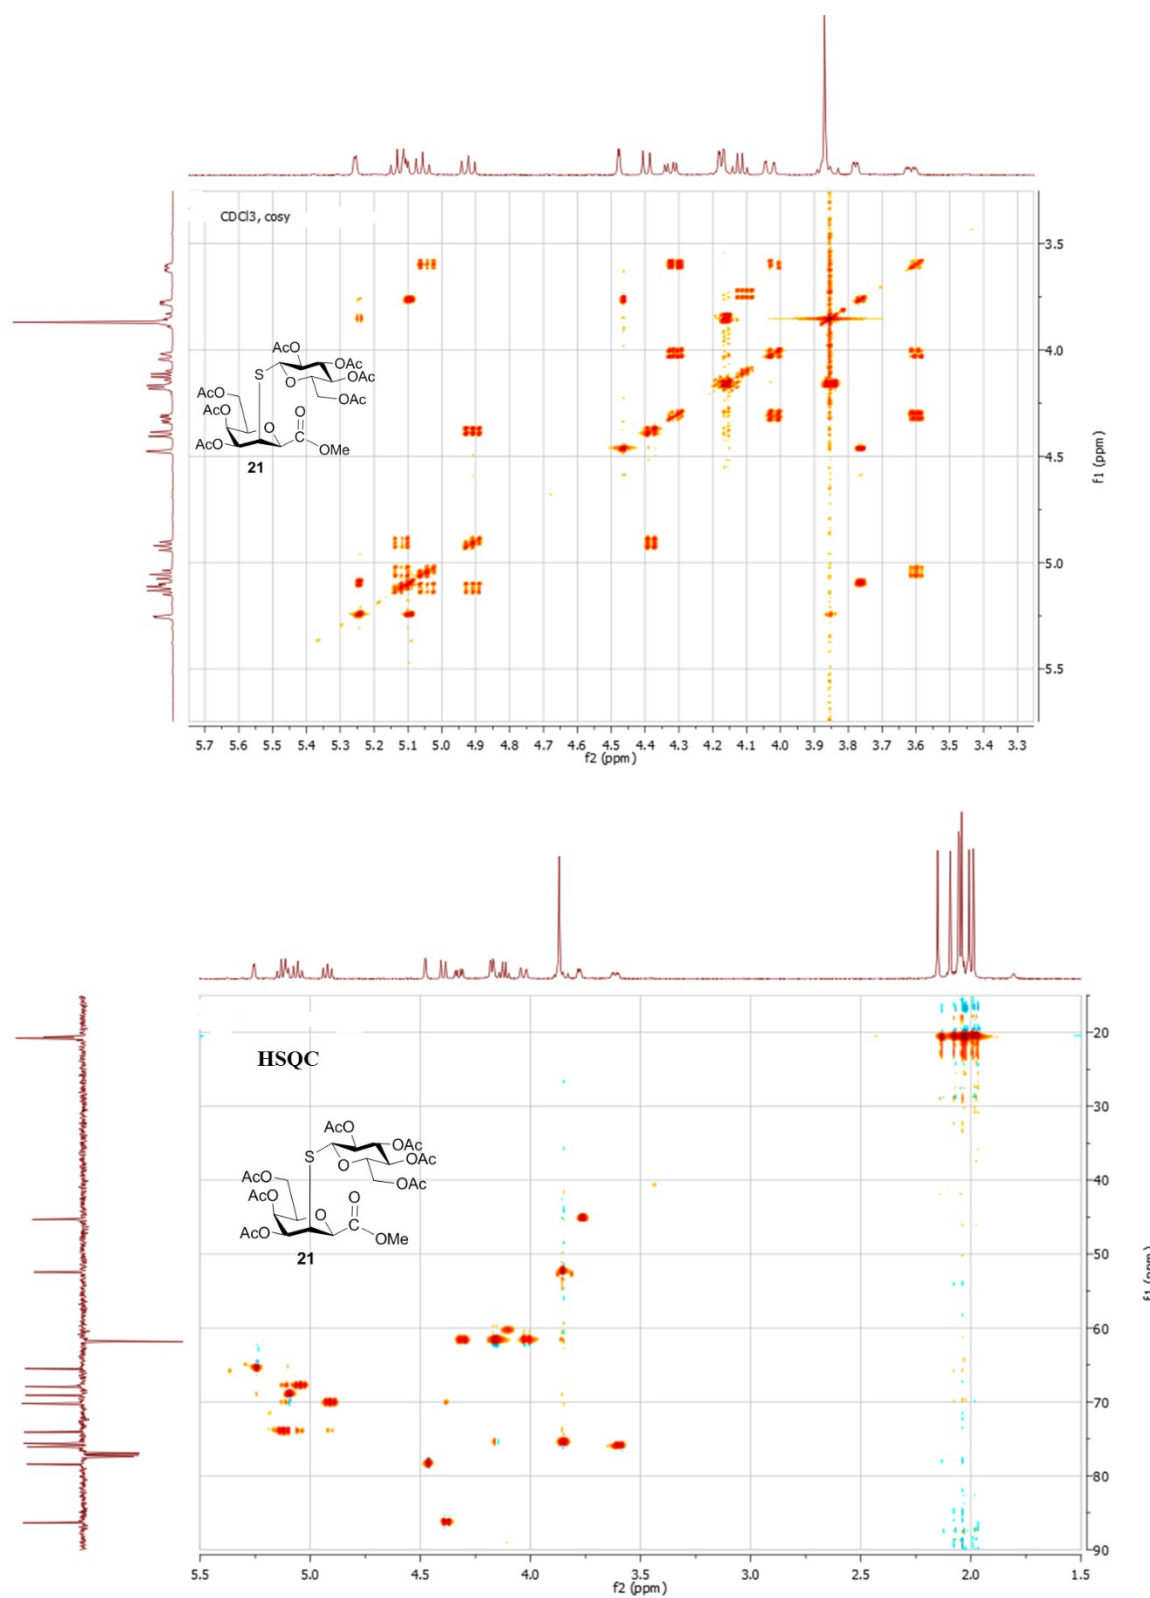 CDCl3, cosy
AcO
OAc
S
O
OAc
AcO
OAc
AcO
O
O
AcO
OMe
21
3.5
4.0
4.5
5.0
5.5
f1 (ppm)
5.7 5.6 5.5 5.4 5.3 5.2 5.1 5.0 4.9 4.8 4.7 4.6 4.5 4.4 4.3 4.2 4.1 4.0 3.9 3.8 3.7 3.6 3.5 3.4 3.3
f2 (ppm)
HSQC
AcO
OAc
S
O
OAc
AcO
OAc
AcO
O
O
AcO
OMe
21
20
30
40
50
60
70
80
90
f1 (ppm)
5.5 5.0 4.5 4.0 3.5 3.0 2.5 2.0 1.5
f2 (ppm)